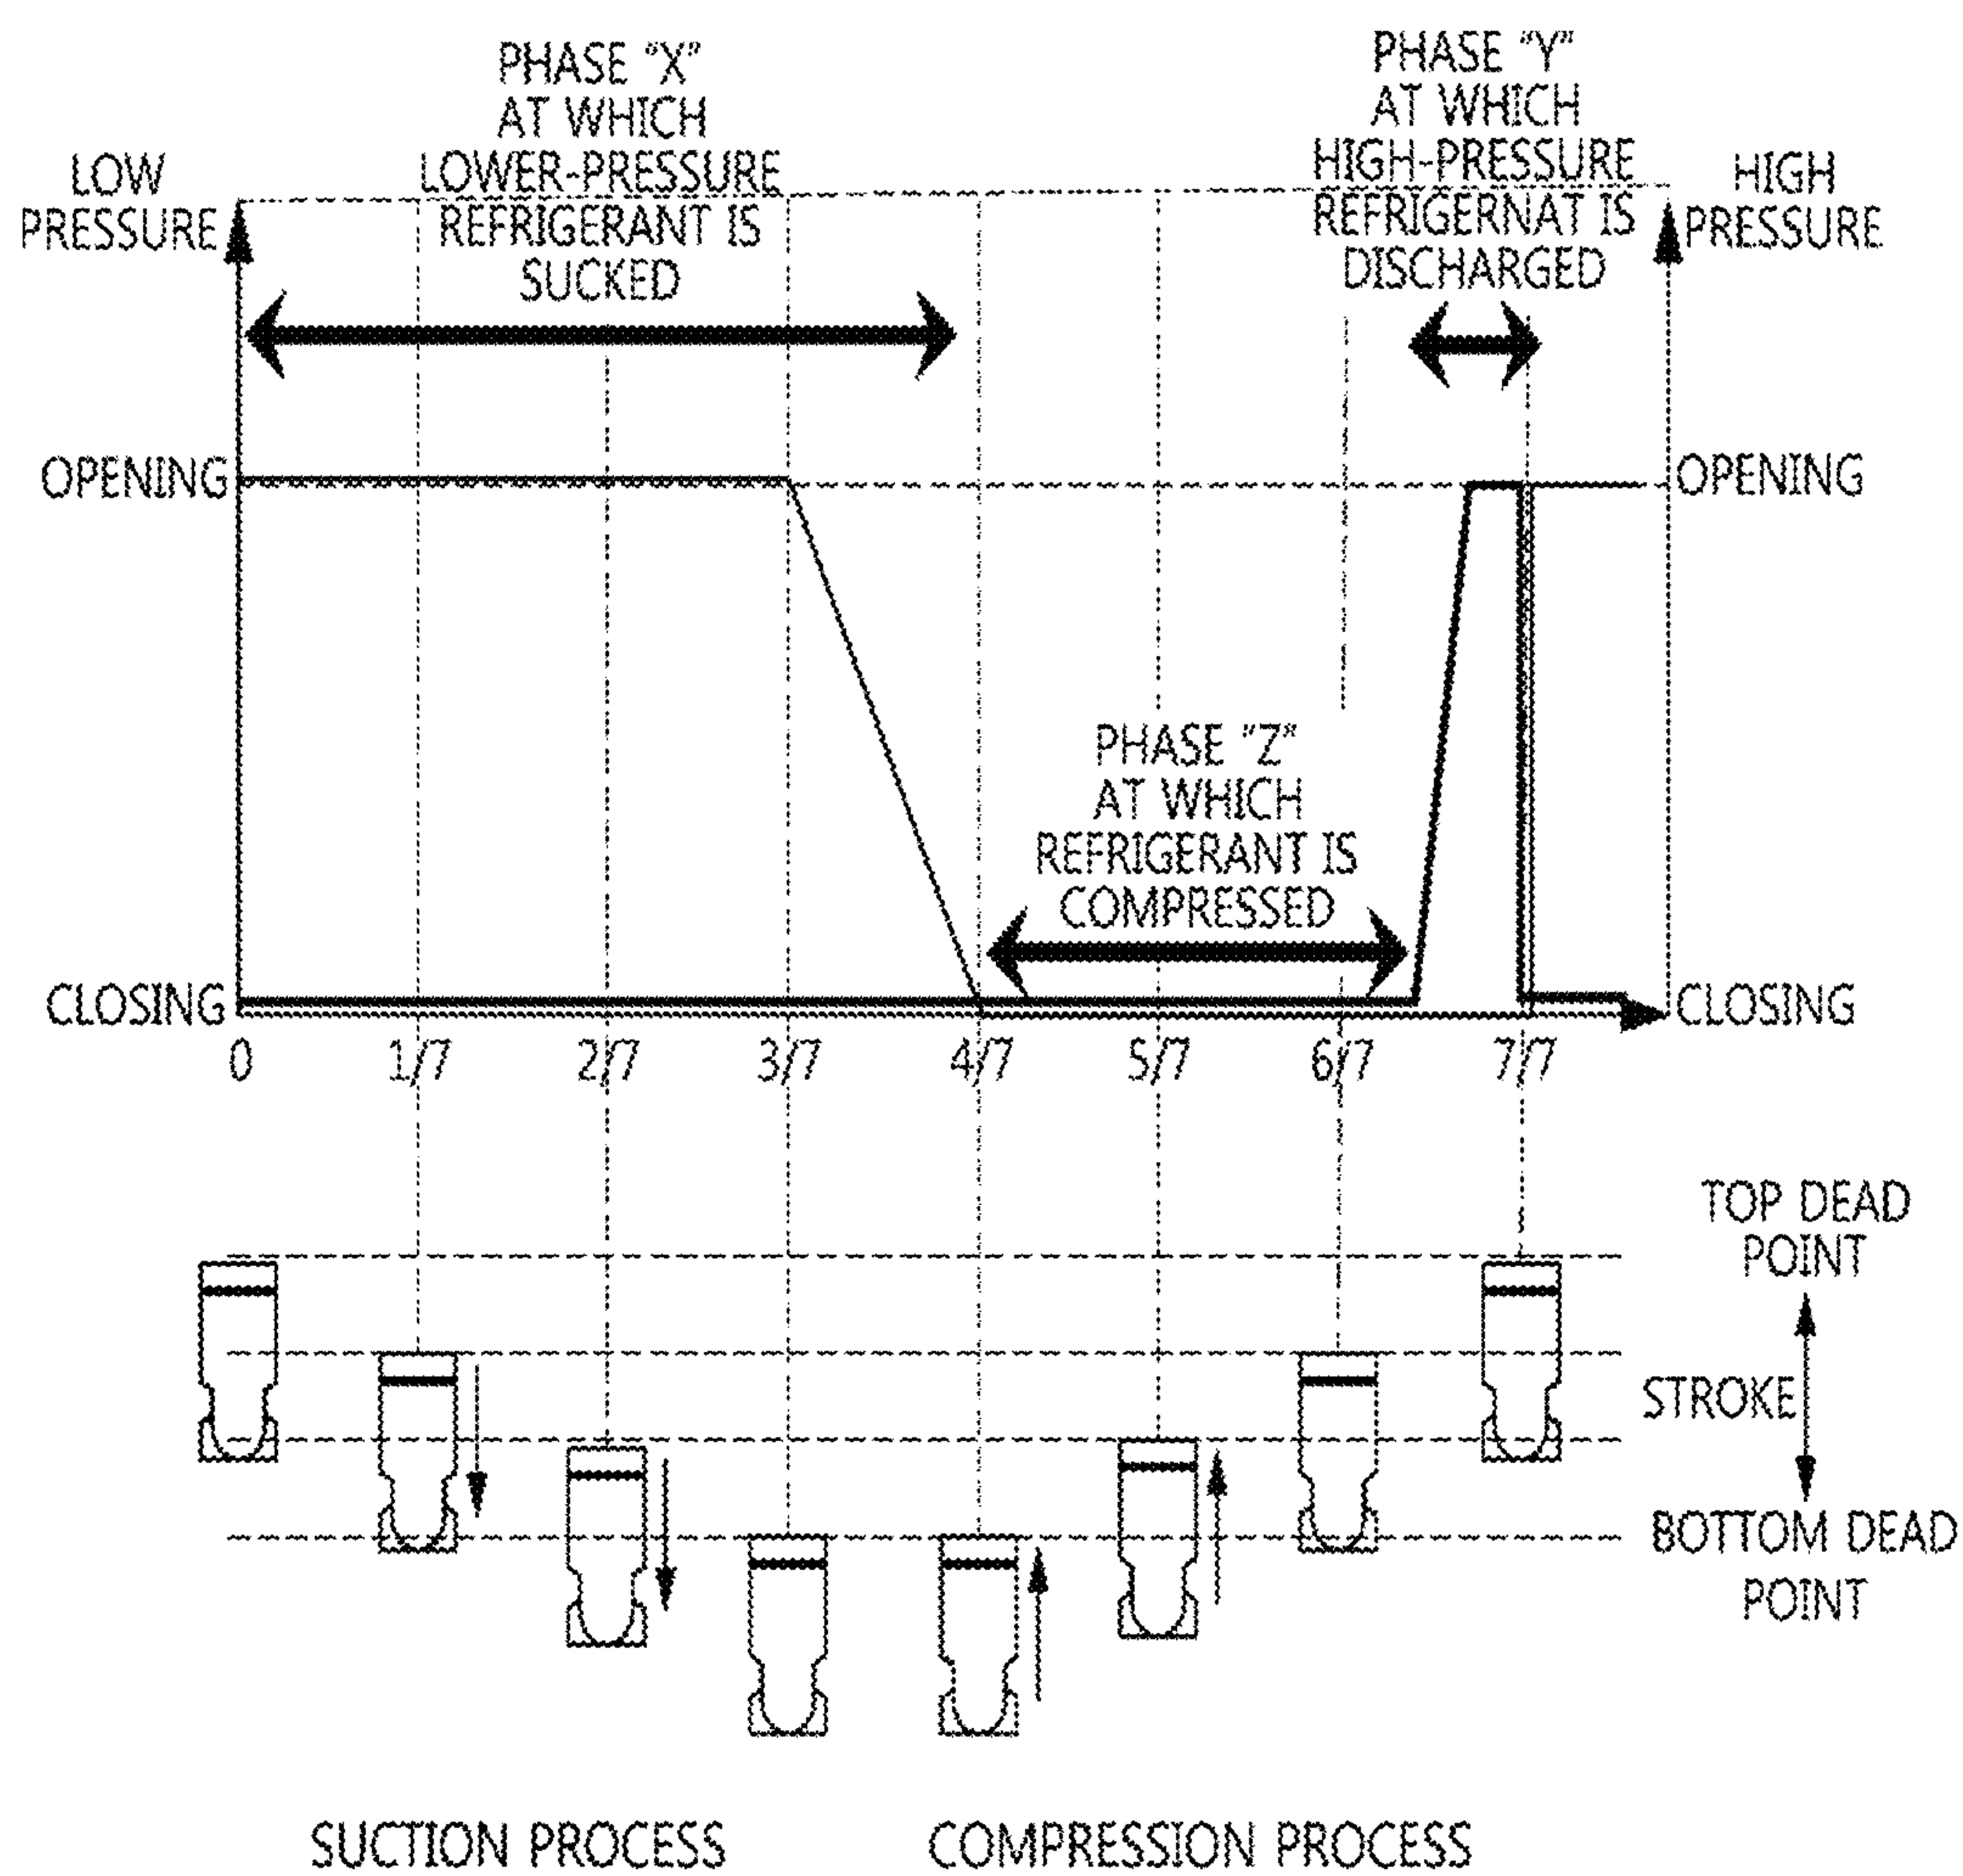 PHASE "X"
AT WHICH
LOWER-PRESSURE
REFRIGERANT IS
SUCKED
PHASE "Y"
AT WHICH
HIGH-PRESSURE
REFRIGERNAT IS
DISCHARGED
LOW
PRESSURE
HIGH
PRESSURE
OPENING
OPENING
PHASE "Z"
AT WHICH
REFRIGERANT IS
COMPRESSED
CLOSING
CLOSING
0 1/7 2/7 3/7 4/7 5/7 6/7 7/7
TOP DEAD
POINT
STROKE
BOTTOM DEAD
POINT
SUCTION PROCESS
COMPRESSION PROCESS